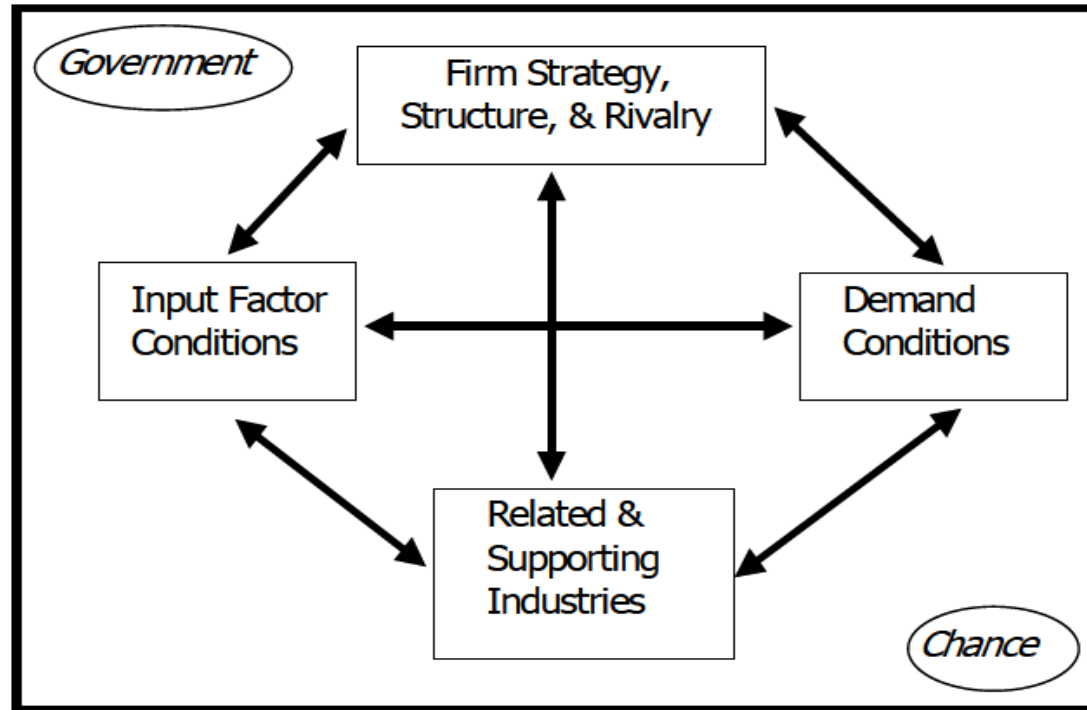 Government
Firm Strategy,
Structure, & Rivalry
Input Factor
Conditions
Demand
Conditions
Related &
Supporting
Industries
Chance